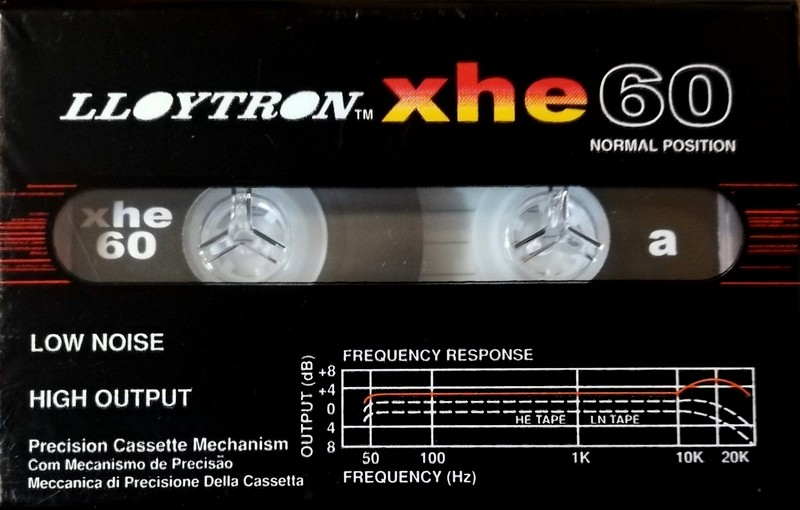 LLOYTRON™ xhe 60
NORMAL POSITION
xhe
60
a
LOW NOISE
HIGH OUTPUT
Precision Cassette Mechanism
Com Mecanismo de Precisão
Meccanica di Precisione Della Cassetta
FREQUENCY RESPONSE
OUTPUT (dB)
+8
+4
0
4
8
HE TAPE LN TAPE
50 100 1K 10K 20K
FREQUENCY (Hz)